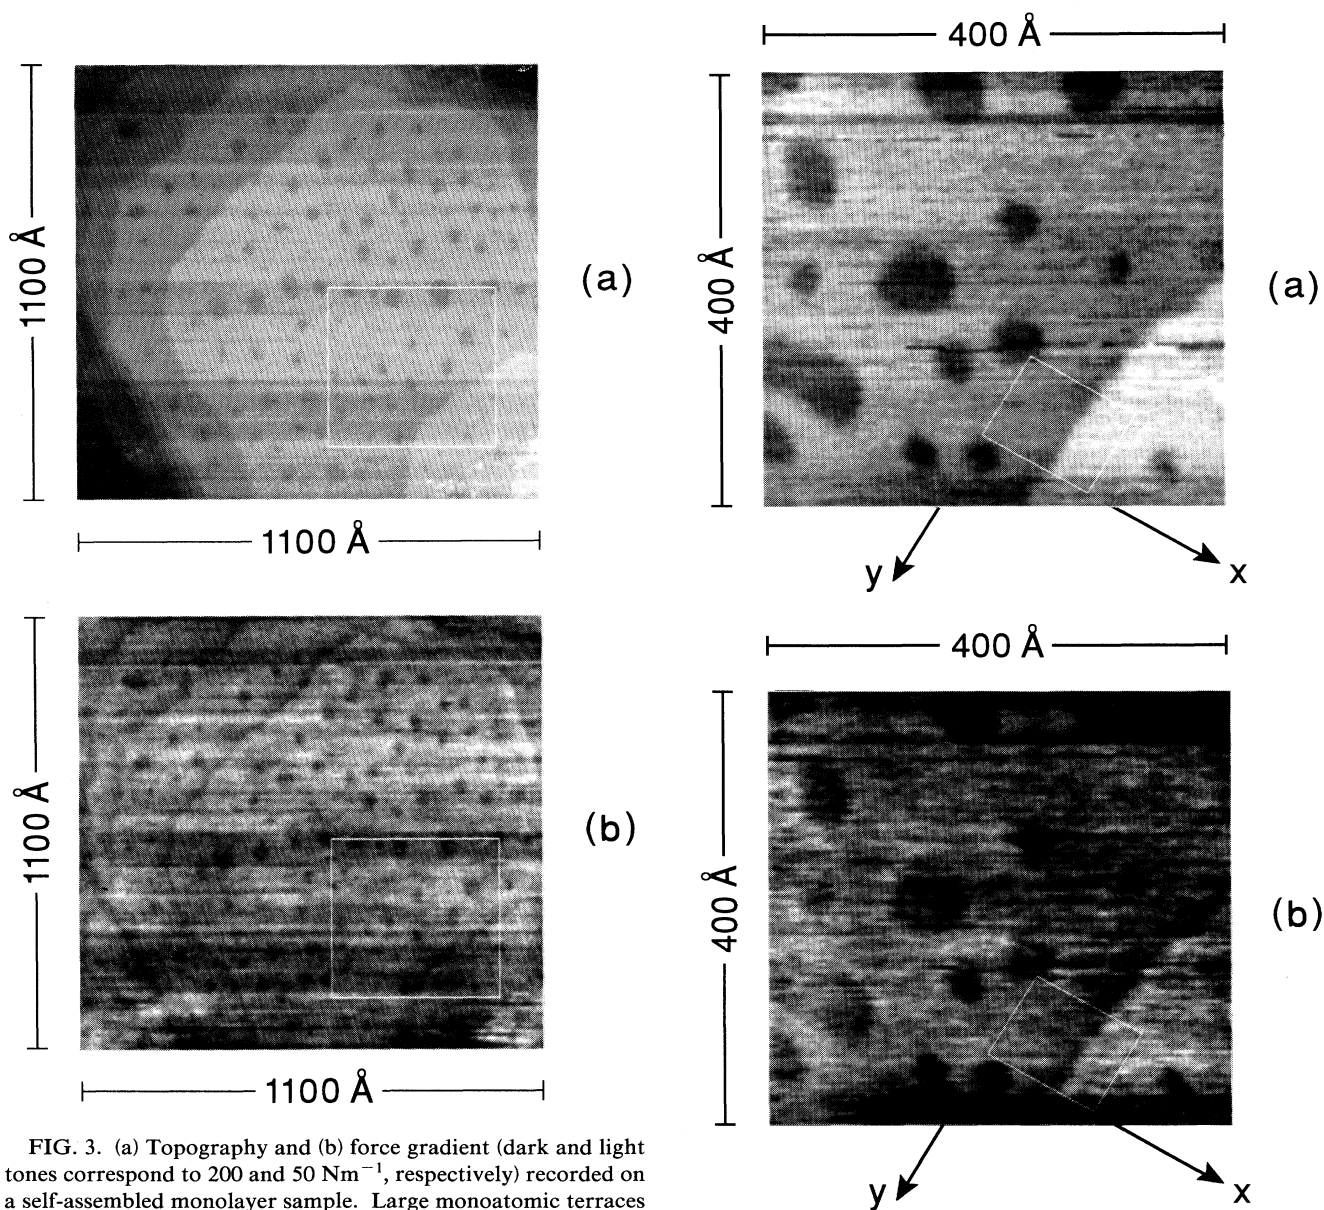 1100 Å
(a)
1100 Å
1100 Å
(b)
1100 Å
FIG. 3. (a) Topography and (b) force gradient (dark and light
tones correspond to 200 and 50 Nm⁻¹, respectively) recorded on
a self-assembled monolayer sample. Large monoatomic terraces
400 Å
400 Å
(a)
y
x
400 Å
400 Å
(b)
y
x